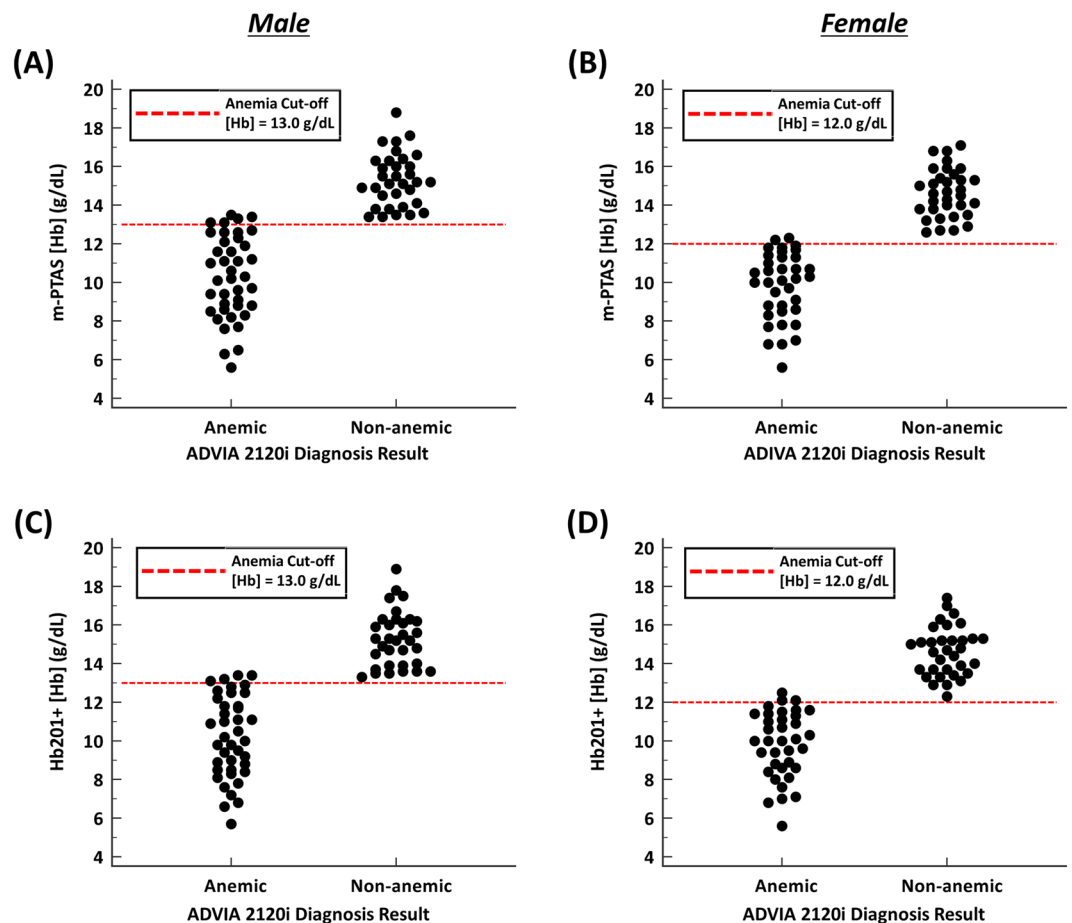 Male
Female
(A)
(B)
Anemia Cut-off
[Hb] = 13.0 g/dL
m-PTAS [Hb] (g/dL)
20
18
16
14
12
10
8
6
4
Anemic
Non-anemic
ADVIA 2120i Diagnosis Result
Anemia Cut-off
[Hb] = 12.0 g/dL
m-PTAS [Hb] (g/dL)
20
18
16
14
12
10
8
6
4
Anemic
Non-anemic
ADIVA 2120i Diagnosis Result
(C)
(D)
Anemia Cut-off
[Hb] = 13.0 g/dL
Hb201+ [Hb] (g/dL)
20
18
16
14
12
10
8
6
4
Anemic
Non-anemic
ADVIA 2120i Diagnosis Result
Anemia Cut-off
[Hb] = 12.0 g/dL
Hb201+ [Hb] (g/dL)
20
18
16
14
12
10
8
6
4
Anemic
Non-anemic
ADVIA 2120i Diagnosis Result